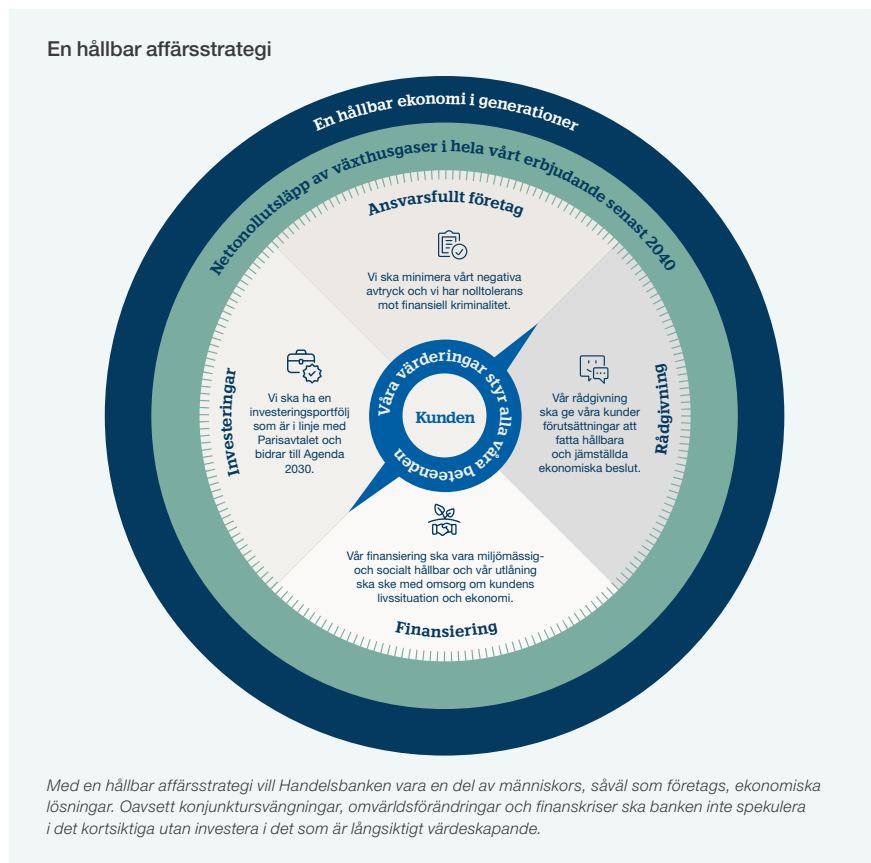 En hållbar affärsstrategi
En hållbar ekonomi i generationer
Nettonollutsläpp av växthusgaser i hela vårt erbjudande senast 2040
Ansvarsfullt företag
Vi ska minimera vårt negativa
avtryck och vi har nolltolerans
mot finansiell kriminalitet.
Investeringar
Vi ska ha en
investeringsportfölj
som är i linje med
Parisavtalet och
bidrar till Agenda
2030.
Våra värderingar styr alla våra beteenden
Kunden
Rådgivning
Vår rådgivning
ska ge våra kunder
förutsättningar att
fatta hållbara
och jämställda
ekonomiska beslut.
Vår finansiering ska vara miljömässig-
och socialt hållbar och vår utlåning
ska ske med omsorg om kundens
livssituation och ekonomi.
Finansiering
Med en hållbar affärsstrategi vill Handelsbanken vara en del av människors, såväl som företags, ekonomiska
lösningar. Oavsett konjunktursvängningar, omvärldsförändringar och finanskriser ska banken inte spekulera
i det kortsiktiga utan investera i det som är långsiktigt värdeskapande.